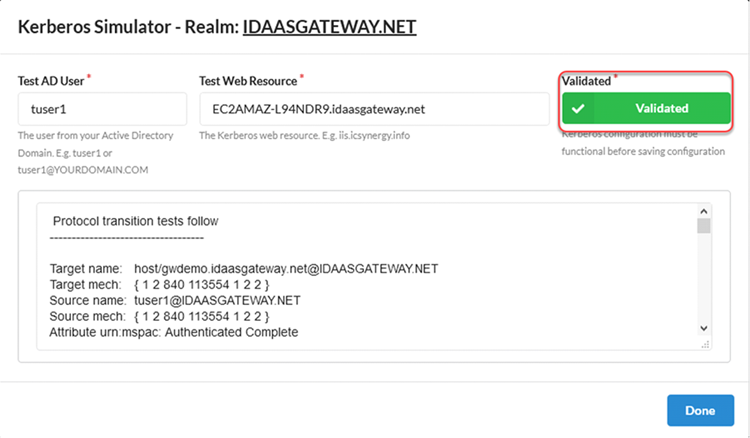 Kerberos Simulator - Realm: IDAASGATEWAY.NET
Test AD User *
tuser1
The user from your Active Directory
Domain. E.g. tuser1 or
tuser1@YOURDOMAIN.COM
Test Web Resource *
EC2AMAZ-L94NDR9.idaasgateway.net
The Kerberos web resource. E.g. iis.icsynergy.info
Validated *
Validated
Kerberos configuration must be
functional before saving configuration
Protocol transition tests follow
-----------------------------------
Target name: host/gwdemo.idaasgateway.net@IDAASGATEWAY.NET
Target mech: { 1 2 840 113554 1 2 2 }
Source name: tuser1@IDAASGATEWAY.NET
Source mech: { 1 2 840 113554 1 2 2 }
Attribute urn:mspac: Authenticated Complete
Done